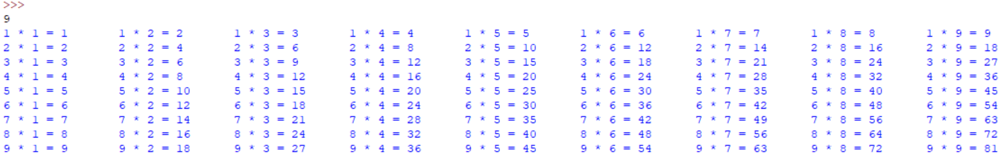 >>>
9
1 * 1 = 1 1 * 2 = 2 1 * 3 = 3 1 * 4 = 4 1 * 5 = 5 1 * 6 = 6 1 * 7 = 7 1 * 8 = 8 1 * 9 = 9
2 * 1 = 2 2 * 2 = 4 2 * 3 = 6 2 * 4 = 8 2 * 5 = 10 2 * 6 = 12 2 * 7 = 14 2 * 8 = 16 2 * 9 = 18
3 * 1 = 3 3 * 2 = 6 3 * 3 = 9 3 * 4 = 12 3 * 5 = 15 3 * 6 = 18 3 * 7 = 21 3 * 8 = 24 3 * 9 = 27
4 * 1 = 4 4 * 2 = 8 4 * 3 = 12 4 * 4 = 16 4 * 5 = 20 4 * 6 = 24 4 * 7 = 28 4 * 8 = 32 4 * 9 = 36
5 * 1 = 5 5 * 2 = 10 5 * 3 = 15 5 * 4 = 20 5 * 5 = 25 5 * 6 = 30 5 * 7 = 35 5 * 8 = 40 5 * 9 = 45
6 * 1 = 6 6 * 2 = 12 6 * 3 = 18 6 * 4 = 24 6 * 5 = 30 6 * 6 = 36 6 * 7 = 42 6 * 8 = 48 6 * 9 = 54
7 * 1 = 7 7 * 2 = 14 7 * 3 = 21 7 * 4 = 28 7 * 5 = 35 7 * 6 = 42 7 * 7 = 49 7 * 8 = 56 7 * 9 = 63
8 * 1 = 8 8 * 2 = 16 8 * 3 = 24 8 * 4 = 32 8 * 5 = 40 8 * 6 = 48 8 * 7 = 56 8 * 8 = 64 8 * 9 = 72
9 * 1 = 9 9 * 2 = 18 9 * 3 = 27 9 * 4 = 36 9 * 5 = 45 9 * 6 = 54 9 * 7 = 63 9 * 8 = 72 9 * 9 = 81